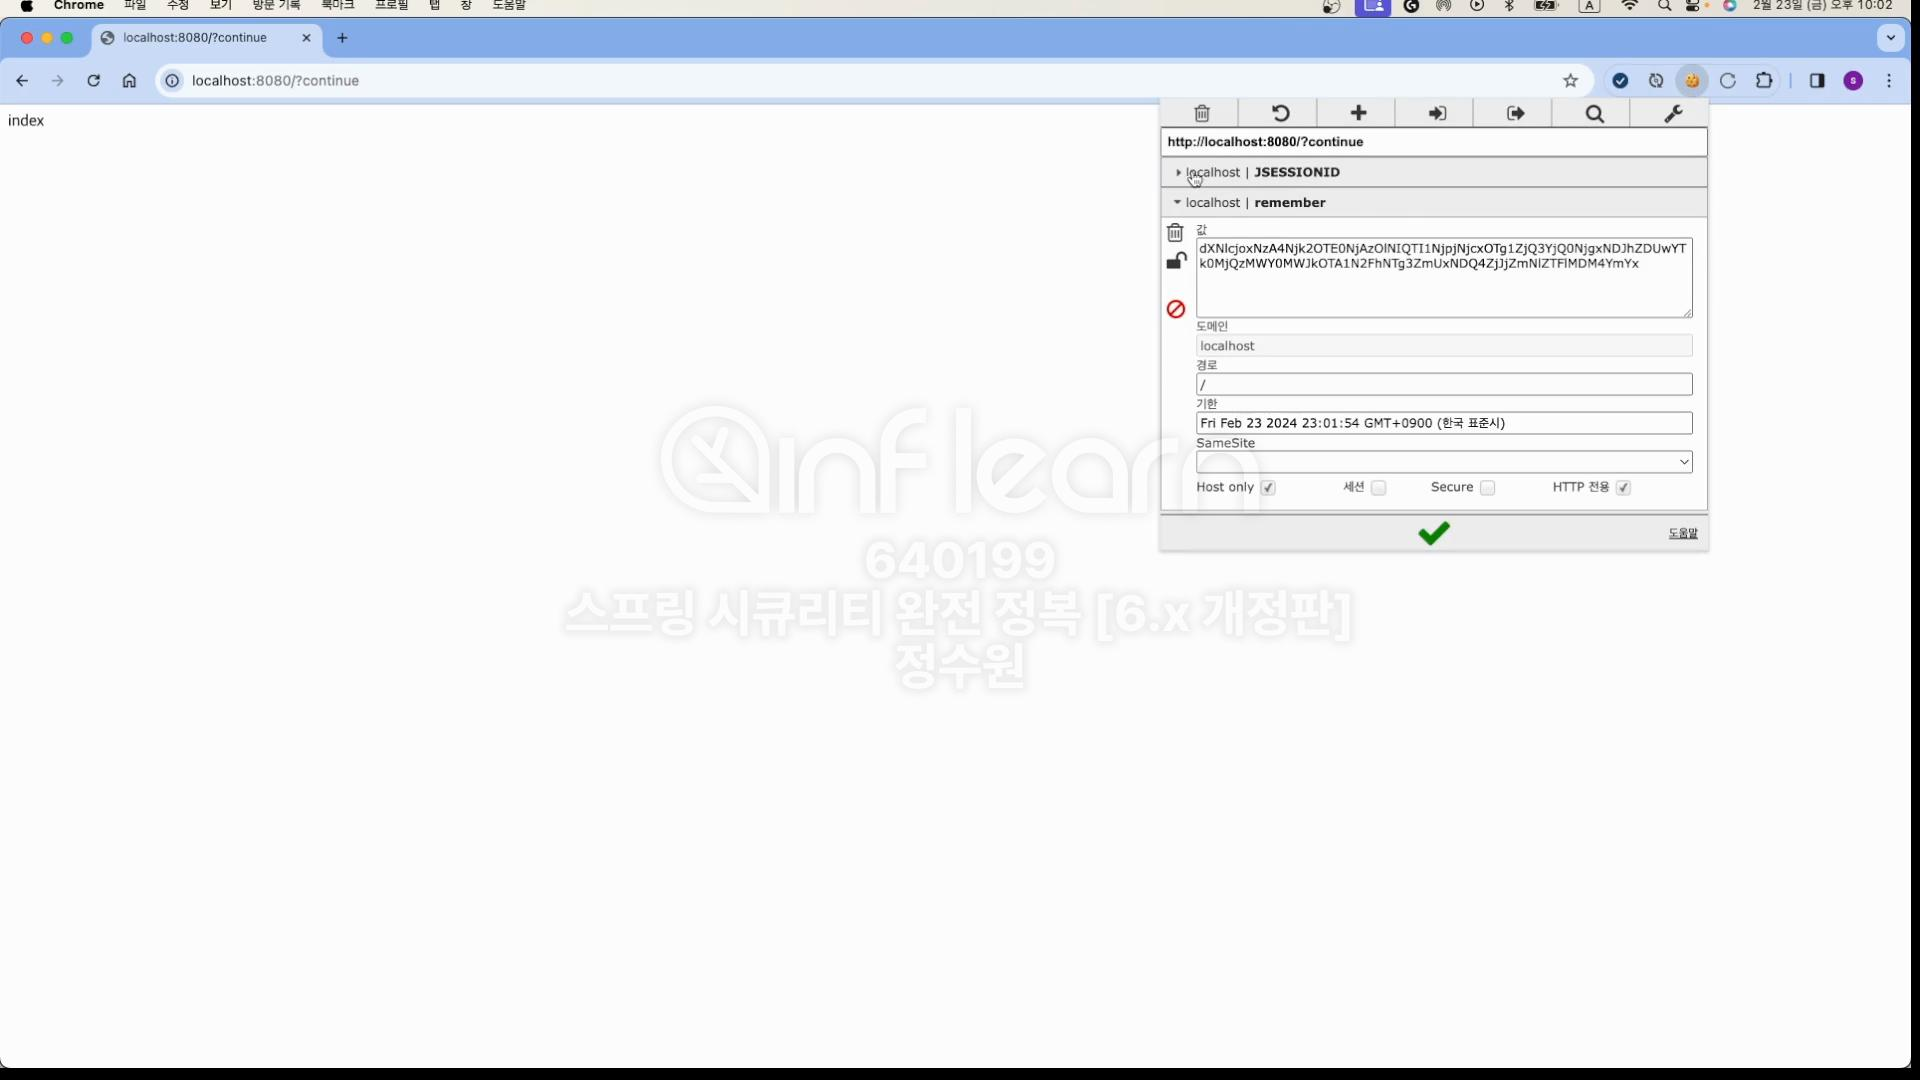 Chrome 파일 수정 보기 방문 기록 북마크 프로필 탭 창 도움말 A 2월 23일 (금) 오후 10:02
localhost:8080/?continue
localhost:8080/?continue
index
http://localhost:8080/?continue
localhost | JSESSIONID
localhost | remember
값
dXNlcjoxNzA4Njk2OTE0NjAzOlNIQTI1NjpjNjcxOTg1ZjQ3YjQ0NjgxNDJhZDUwYT
k0MjQzMWY0MWJkOTA1N2FhNTg3ZmUxNDQ4ZjJjZmNlZTFlMDM4YmYx
도메인
localhost
경로
/
기한
Fri Feb 23 2024 23:01:54 GMT+0900 (한국 표준시)
SameSite
Host only 세션 Secure HTTP 전용
도움말
inflearn
640199
스프링 시큐리티 완전 정복 [6.x 개정판]
정수원